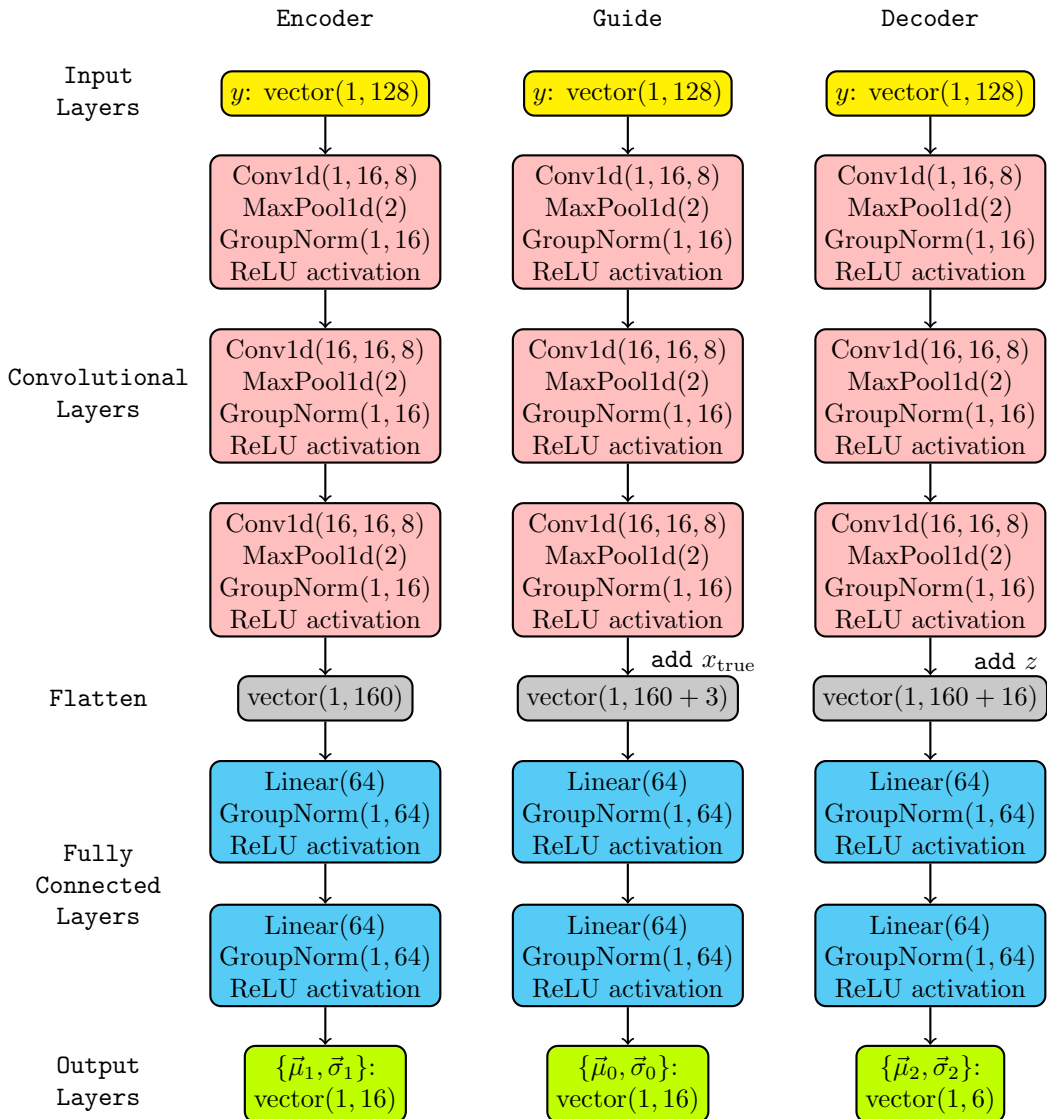 Encoder
Guide
Decoder
Input
Layers
y: vector(1, 128)
y: vector(1, 128)
y: vector(1, 128)
Conv1d(1, 16, 8)
MaxPool1d(2)
GroupNorm(1, 16)
ReLU activation
Conv1d(1, 16, 8)
MaxPool1d(2)
GroupNorm(1, 16)
ReLU activation
Conv1d(1, 16, 8)
MaxPool1d(2)
GroupNorm(1, 16)
ReLU activation
Convolutional
Layers
Conv1d(16, 16, 8)
MaxPool1d(2)
GroupNorm(1, 16)
ReLU activation
Conv1d(16, 16, 8)
MaxPool1d(2)
GroupNorm(1, 16)
ReLU activation
Conv1d(16, 16, 8)
MaxPool1d(2)
GroupNorm(1, 16)
ReLU activation
Conv1d(16, 16, 8)
MaxPool1d(2)
GroupNorm(1, 16)
ReLU activation
Conv1d(16, 16, 8)
MaxPool1d(2)
GroupNorm(1, 16)
ReLU activation
Conv1d(16, 16, 8)
MaxPool1d(2)
GroupNorm(1, 16)
ReLU activation
add x_true
add z
Flatten
vector(1, 160)
vector(1, 160 + 3)
vector(1, 160 + 16)
Fully
Connected
Layers
Linear(64)
GroupNorm(1, 64)
ReLU activation
Linear(64)
GroupNorm(1, 64)
ReLU activation
Linear(64)
GroupNorm(1, 64)
ReLU activation
Linear(64)
GroupNorm(1, 64)
ReLU activation
Linear(64)
GroupNorm(1, 64)
ReLU activation
Linear(64)
GroupNorm(1, 64)
ReLU activation
Output
Layers
{μ⃗₁, σ⃗₁}:
vector(1, 16)
{μ⃗₀, σ⃗₀}:
vector(1, 16)
{μ⃗₂, σ⃗₂}:
vector(1, 6)